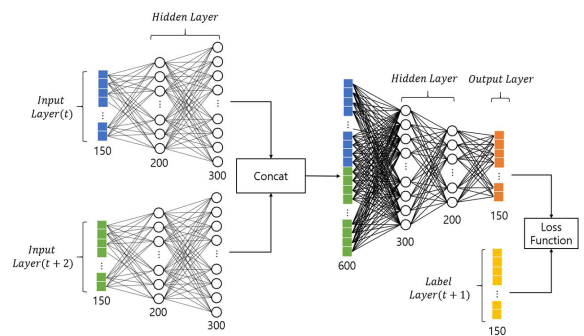 Hidden Layer
Input
Layer(t)
150
200
300
Concat
Input
Layer(t + 2)
150
200
300
Hidden Layer
Output Layer
600
300
200
150
Loss
Function
Label
Layer(t + 1)
150